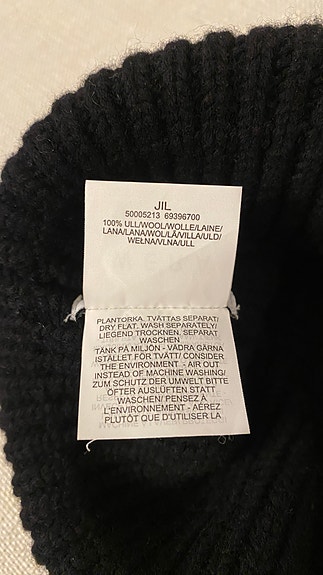 JIL
50005213 69396700
100% ULL/WOOL/WOLLE/LAINE/
LANA/LANA/WOL/LÃ/VILLA/ULD/
WEŁNA/VLNA/ULL
PLANTORKA. TVÄTTAS SEPARAT/
DRY FLAT. WASH SEPARATELY/
LIEGEND TROCKNEN. SEPARAT
WASCHEN
TÄNK PÅ MILJÖN - VÄDRA GÄRNA
ISTÄLLET FÖR TVÄTT/ CONSIDER
THE ENVIRONMENT - AIR OUT
INSTEAD OF MACHINE WASHING/
ZUM SCHUTZ DER UMWELT BITTE
ÖFTER AUSLÜFTEN STATT
WASCHEN/ PENSEZ À
L'ENVIRONNEMENT - AÉREZ
PLUTÔT QUE D'UTILISER LA